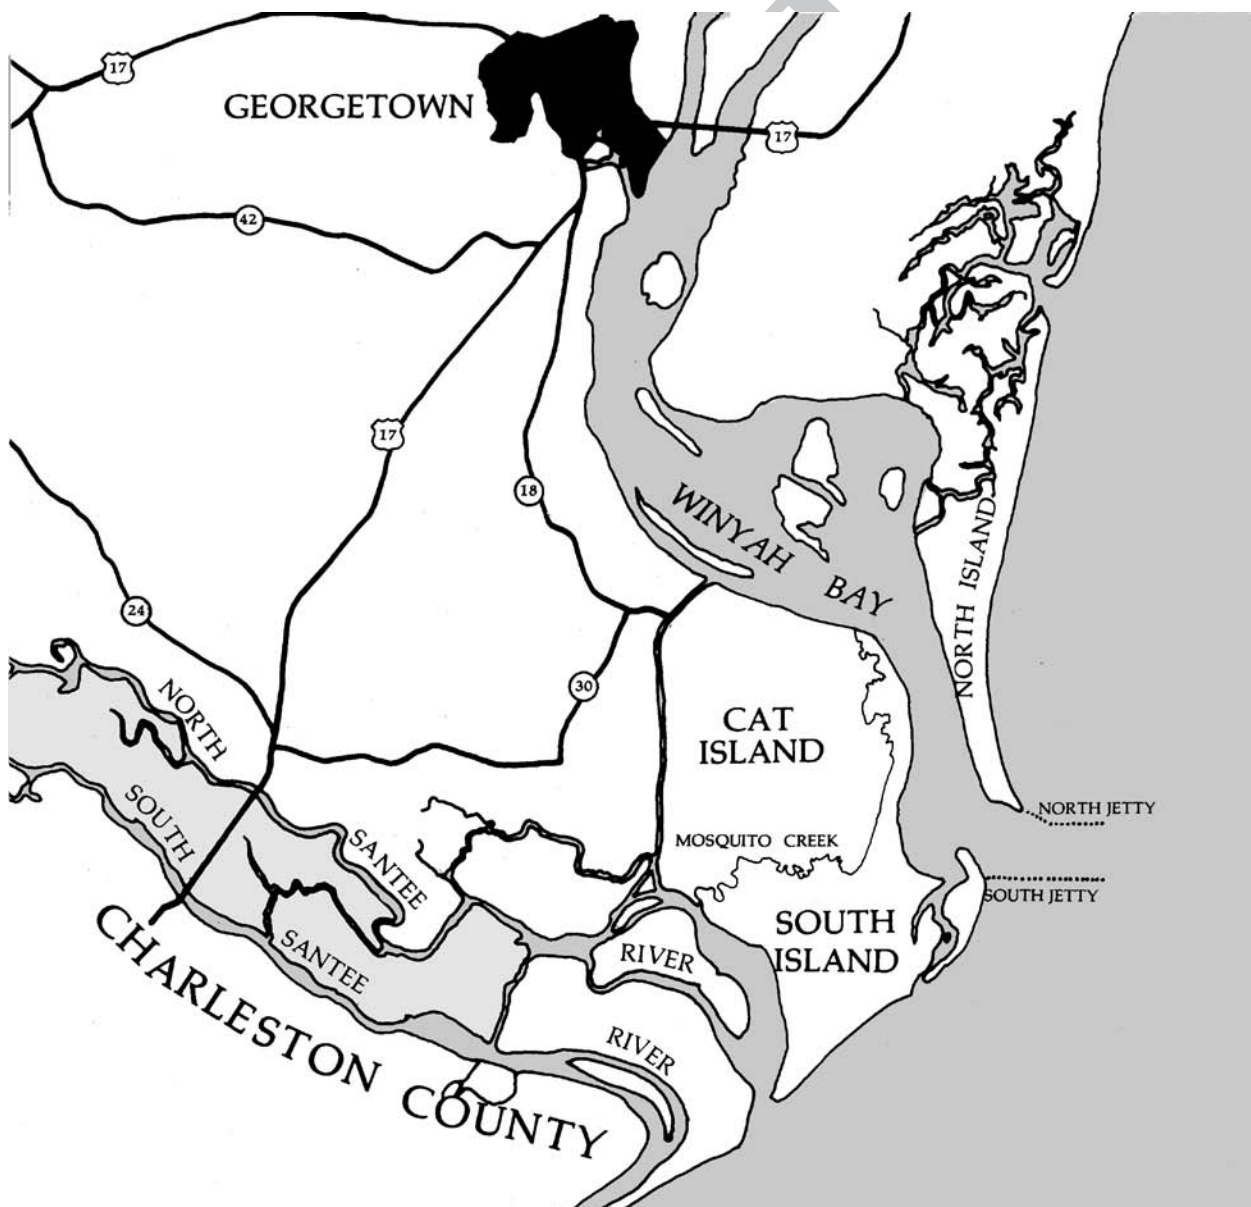 17
GEORGETOWN
17
42
17
18
WINYAH BAY
NORTH ISLAND
24
30
NORTH
CAT
ISLAND
SOUTH
SANTEE
NORTH JETTY
MOSQUITO CREEK
SOUTH JETTY
SOUTH
ISLAND
SANTEE
RIVER
RIVER
CHARLESTON COUNTY